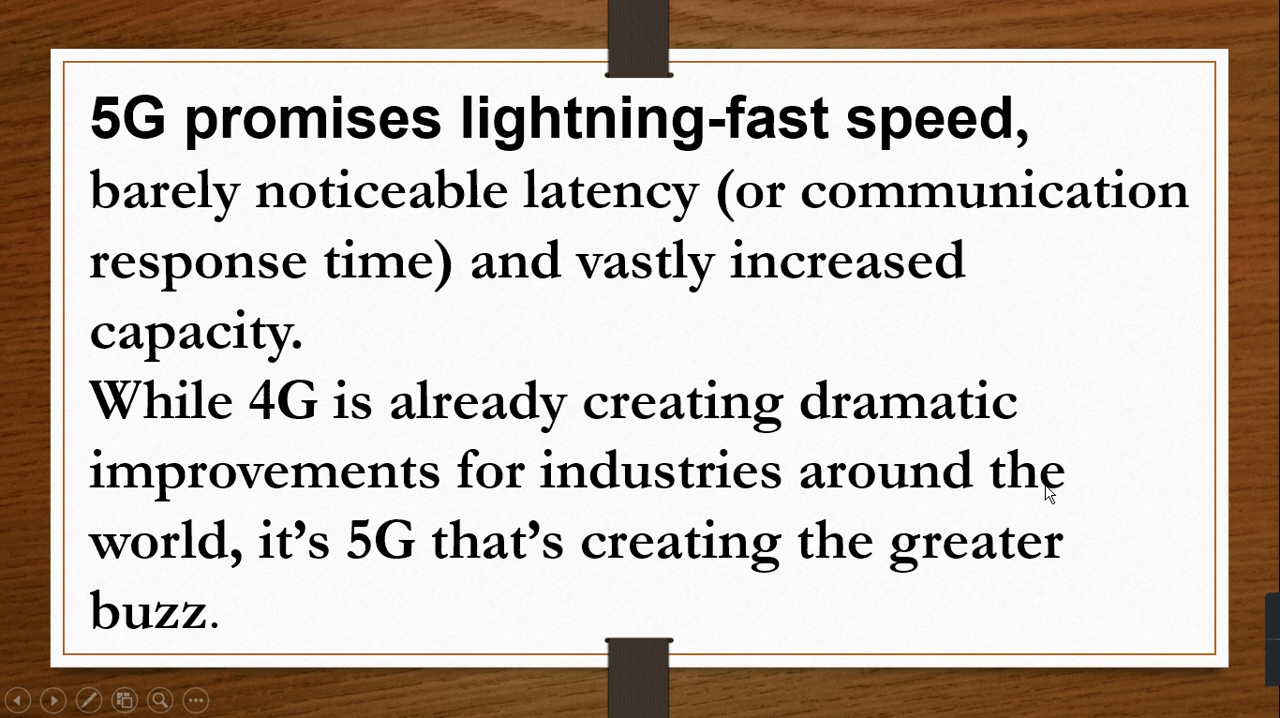 5G promises lightning-fast speed,
barely noticeable latency (or communication
response time) and vastly increased
capacity.
While 4G is already creating dramatic
improvements for industries around the
world, it’s 5G that’s creating the greater
buzz.